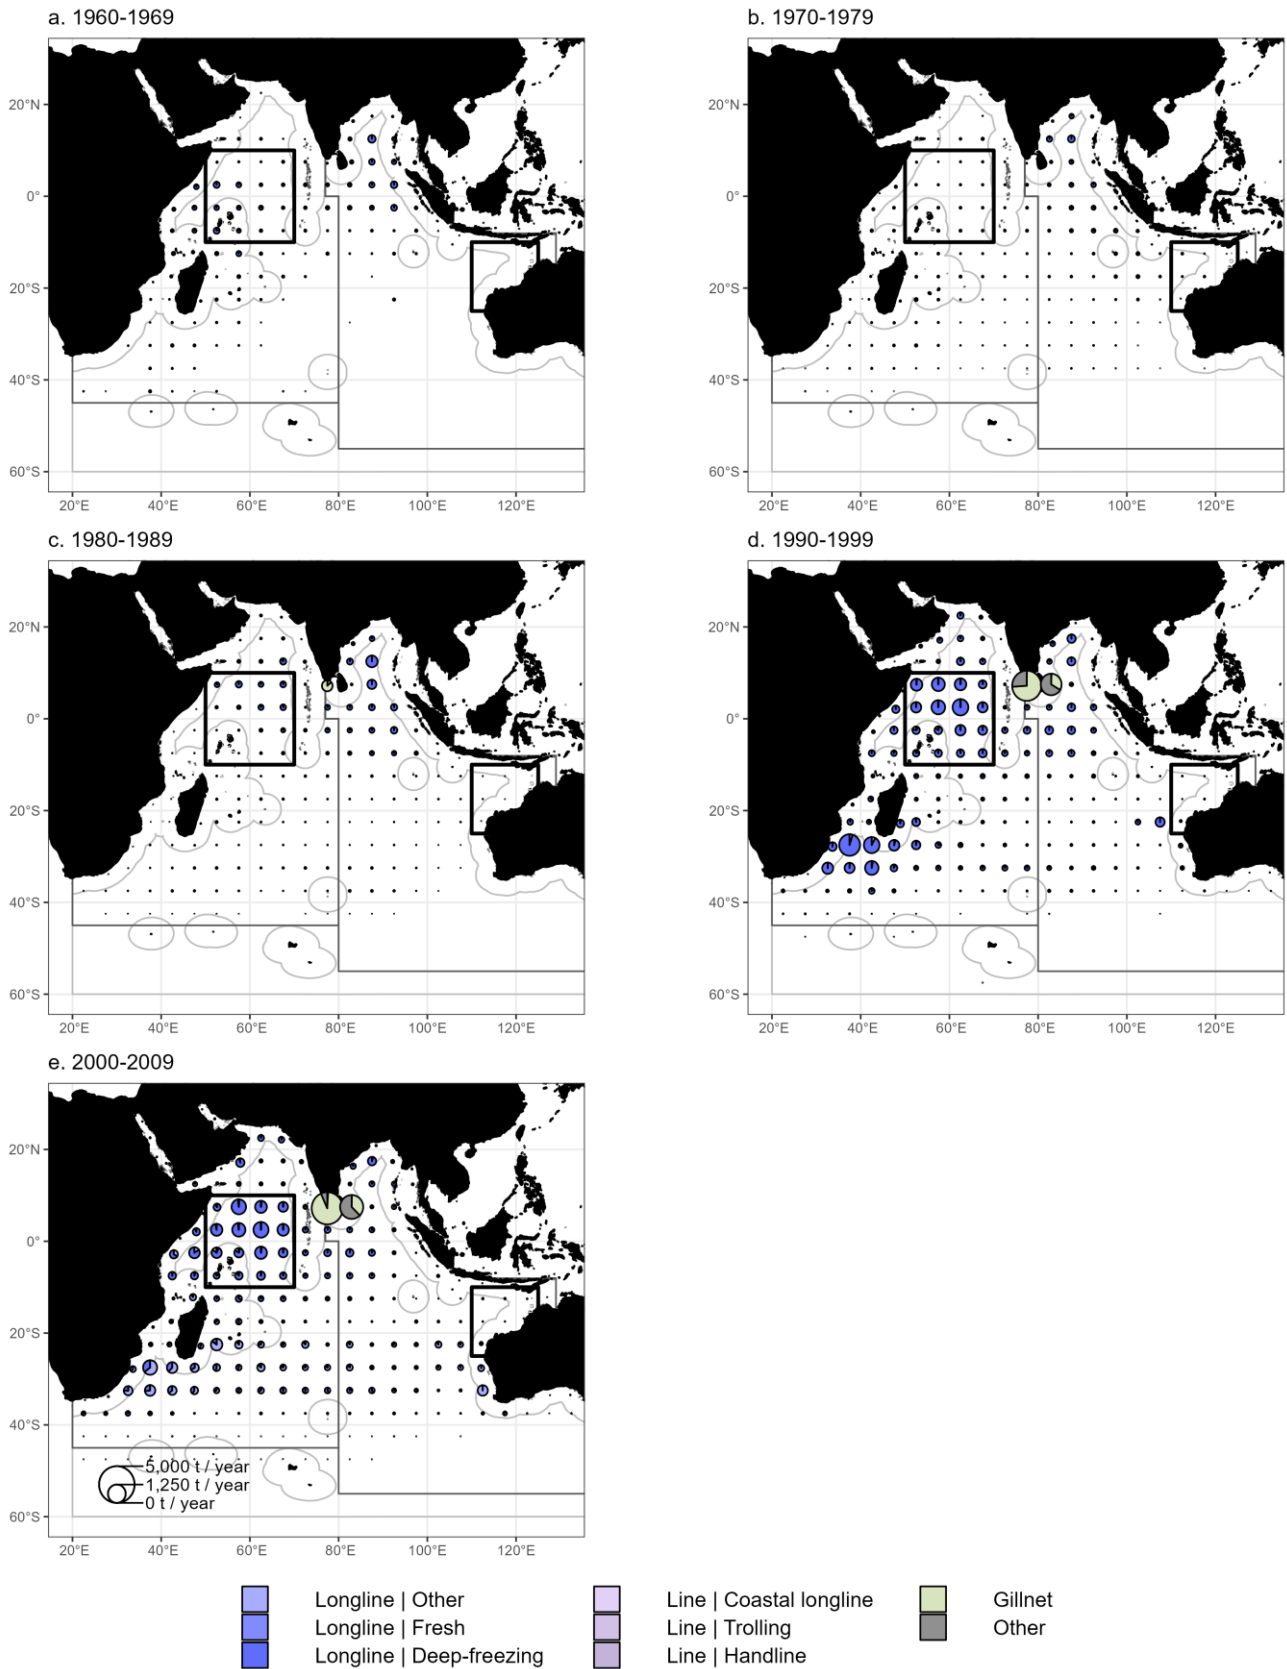 a. 1960-1969
b. 1970-1979
20°N
0°
20°S
40°S
60°S
20°E 40°E 60°E 80°E 100°E 120°E
20°N
0°
20°S
40°S
60°S
20°E 40°E 60°E 80°E 100°E 120°E
c. 1980-1989
d. 1990-1999
20°N
0°
20°S
40°S
60°S
20°E 40°E 60°E 80°E 100°E 120°E
20°N
0°
20°S
40°S
60°S
20°E 40°E 60°E 80°E 100°E 120°E
e. 2000-2009
20°N
0°
20°S
40°S
60°S
5,000 t / year
1,250 t / year
0 t / year
20°E 40°E 60°E 80°E 100°E 120°E
Longline | Other
Longline | Fresh
Longline | Deep-freezing
Line | Coastal longline
Line | Trolling
Line | Handline
Gillnet
Other